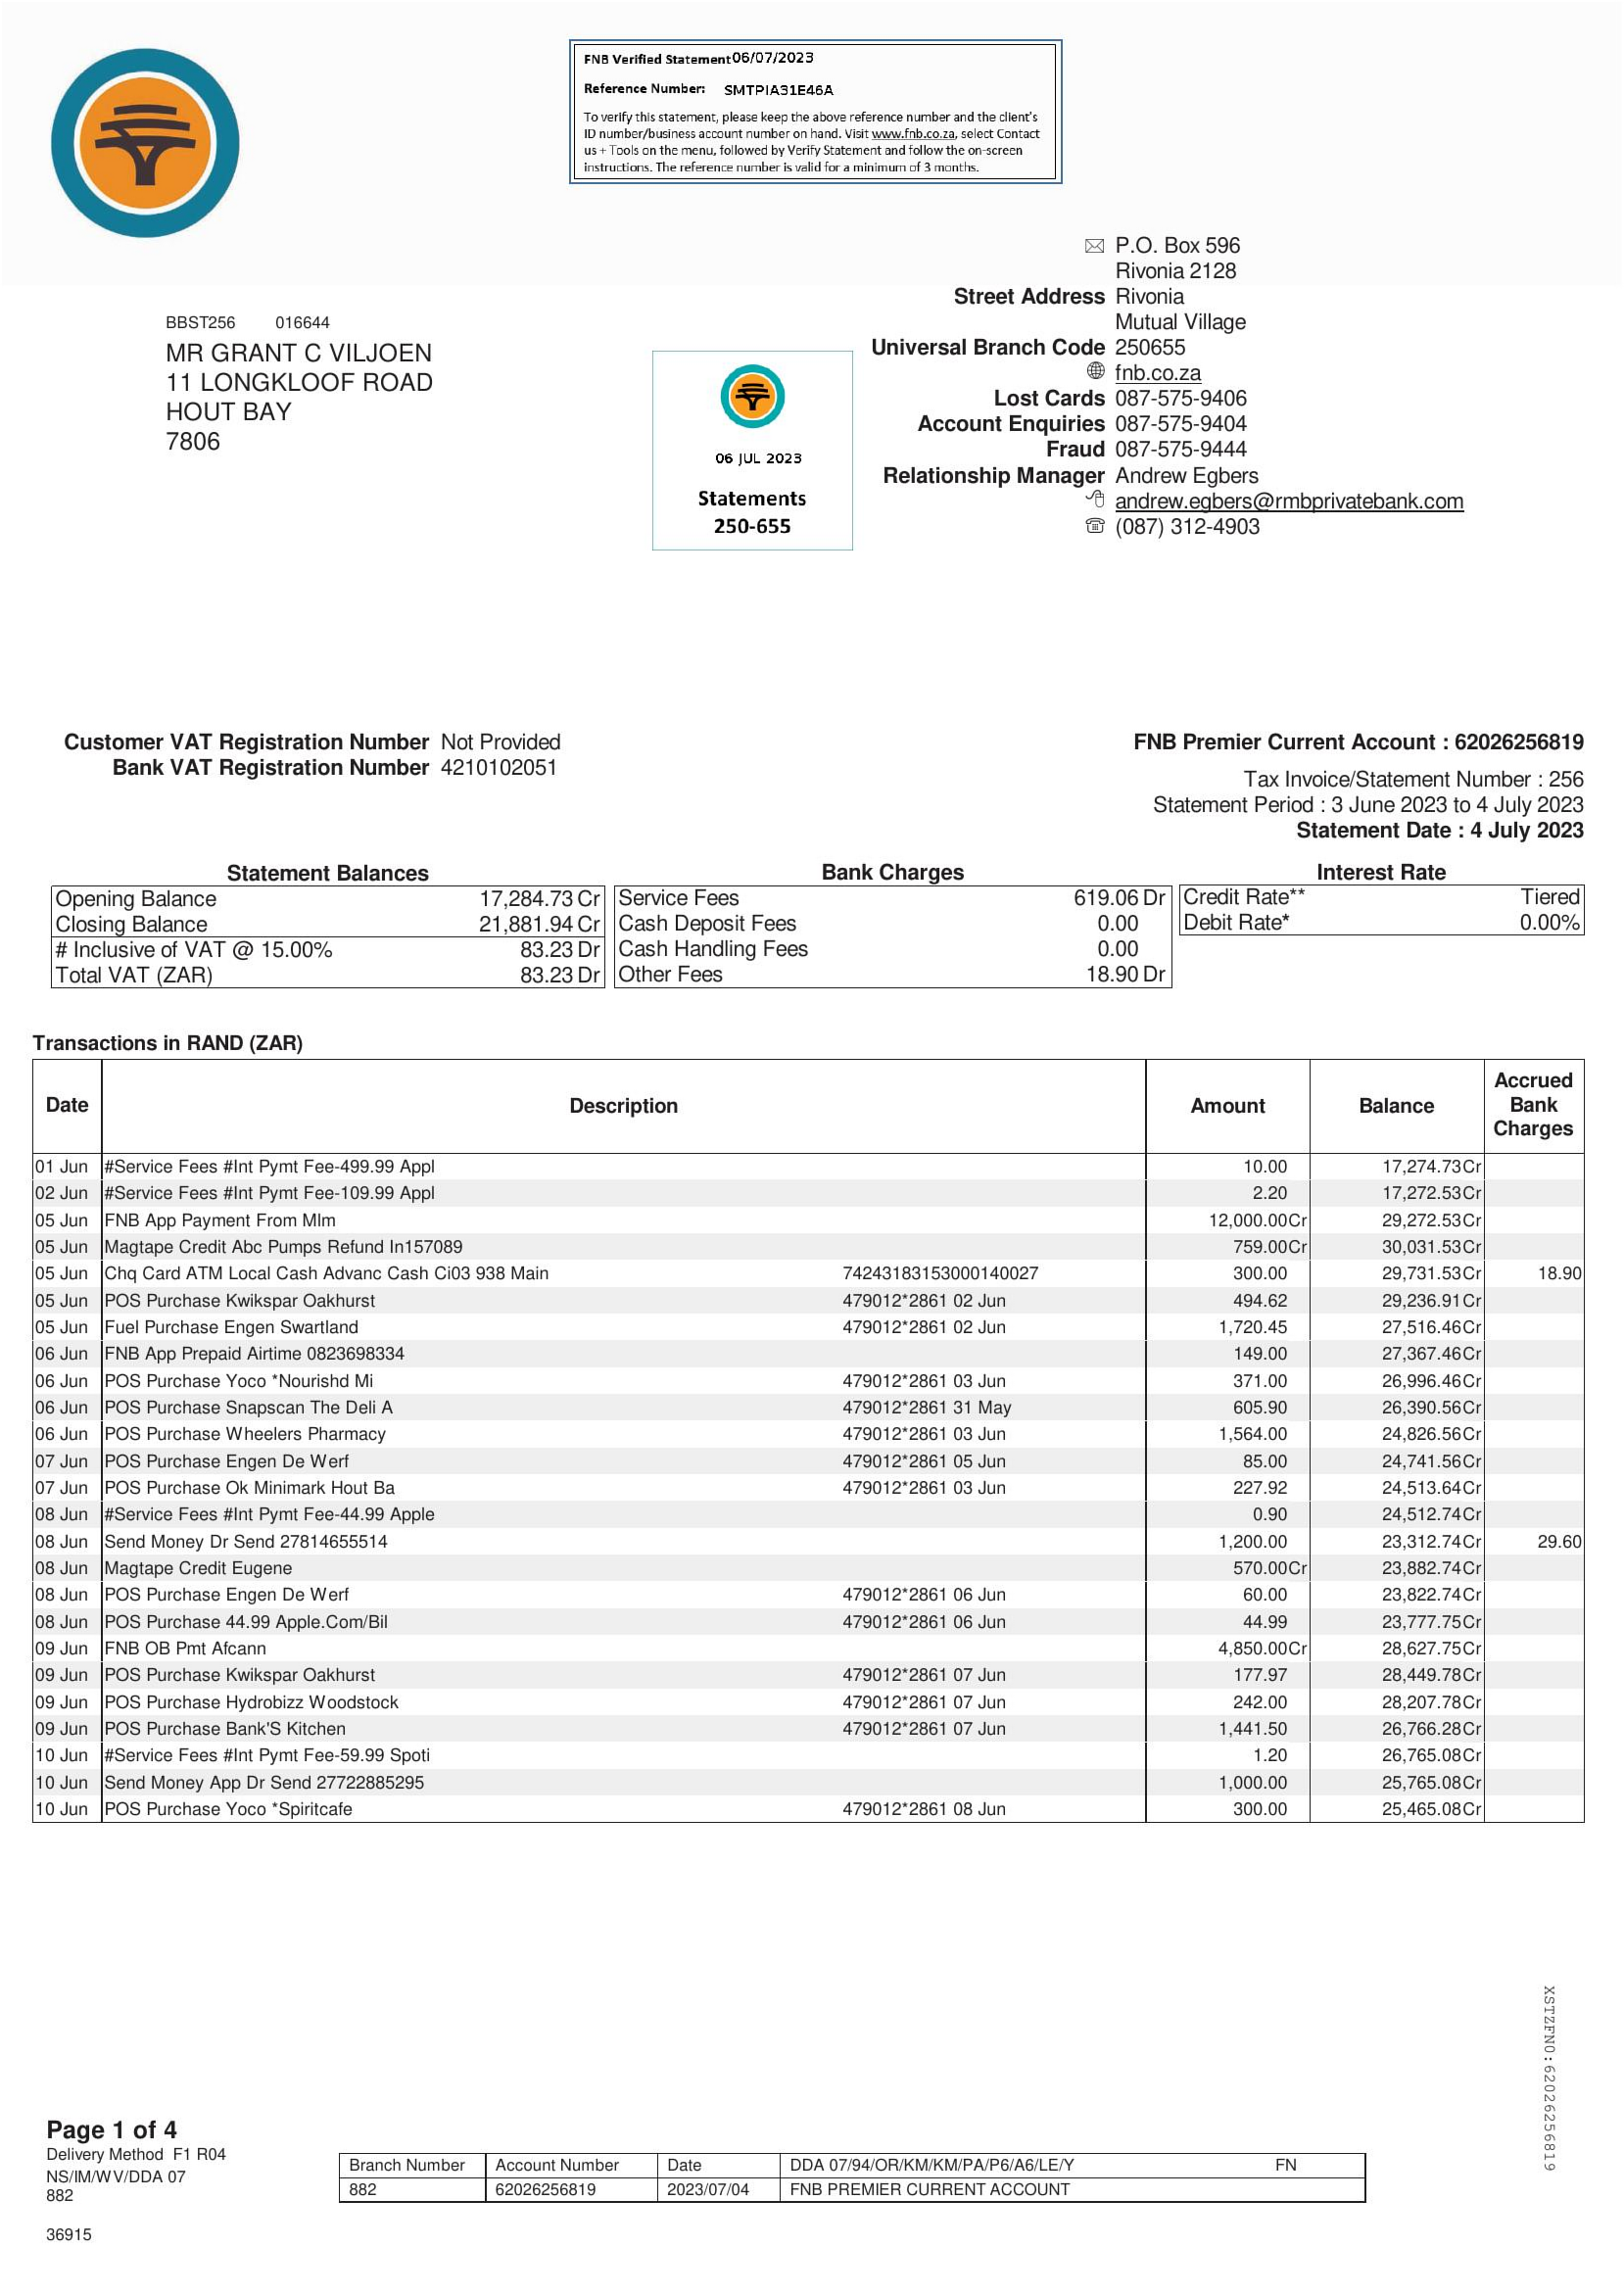 FNB Verified Statement 06/07/2023
Reference Number: SMTPIA31E46A
To verify this statement, please keep the above reference number and the client's
ID number/business account number on hand. Visit www.fnb.co.za, select Contact
us + Tools on the menu, followed by Verify Statement and follow the on-screen
instructions. The reference number is valid for a minimum of 3 months.
P.O. Box 596
Rivonia 2128
Street Address Rivonia
Mutual Village
Universal Branch Code 250655
fnb.co.za
Lost Cards 087-575-9406
Account Enquiries 087-575-9404
Fraud 087-575-9444
Relationship Manager Andrew Egbers
andrew.egbers@rmbprivatebank.com
(087) 312-4903
BBST256 016644
MR GRANT C VILJOEN
11 LONGKLOOF ROAD
HOUT BAY
7806
06 JUL 2023
Statements
250-655
Customer VAT Registration Number Not Provided
Bank VAT Registration Number 4210102051
FNB Premier Current Account : 62026256819
Tax Invoice/Statement Number : 256
Statement Period : 3 June 2023 to 4 July 2023
Statement Date : 4 July 2023
Statement Balances
Opening Balance 17,284.73 Cr
Closing Balance 21,881.94 Cr
# Inclusive of VAT @ 15.00% 83.23 Dr
Total VAT (ZAR) 83.23 Dr
Bank Charges
Service Fees 619.06 Dr
Cash Deposit Fees 0.00
Cash Handling Fees 0.00
Other Fees 18.90 Dr
Interest Rate
Credit Rate** Tiered
Debit Rate* 0.00%
Transactions in RAND (ZAR)
Date Description Amount Balance Accrued Bank Charges
01 Jun #Service Fees #Int Pymt Fee-499.99 Appl 10.00 17,274.73Cr
02 Jun #Service Fees #Int Pymt Fee-109.99 Appl 2.20 17,272.53Cr
05 Jun FNB App Payment From Mlm 12,000.00Cr 29,272.53Cr
05 Jun Magtape Credit Abc Pumps Refund In157089 759.00Cr 30,031.53Cr
05 Jun Chq Card ATM Local Cash Advanc Cash Ci03 938 Main 74243183153000140027 300.00 29,731.53Cr 18.90
05 Jun POS Purchase Kwikspar Oakhurst 479012*2861 02 Jun 494.62 29,236.91Cr
05 Jun Fuel Purchase Engen Swartland 479012*2861 02 Jun 1,720.45 27,516.46Cr
06 Jun FNB App Prepaid Airtime 0823698334 149.00 27,367.46Cr
06 Jun POS Purchase Yoco *Nourishd Mi 479012*2861 03 Jun 371.00 26,996.46Cr
06 Jun POS Purchase Snapscan The Deli A 479012*2861 31 May 605.90 26,390.56Cr
06 Jun POS Purchase Wheelers Pharmacy 479012*2861 03 Jun 1,564.00 24,826.56Cr
07 Jun POS Purchase Engen De Werf 479012*2861 05 Jun 85.00 24,741.56Cr
07 Jun POS Purchase Ok Minimark Hout Ba 479012*2861 03 Jun 227.92 24,513.64Cr
08 Jun #Service Fees #Int Pymt Fee-44.99 Apple 0.90 24,512.74Cr
08 Jun Send Money Dr Send 27814655514 1,200.00 23,312.74Cr 29.60
08 Jun Magtape Credit Eugene 570.00Cr 23,882.74Cr
08 Jun POS Purchase Engen De Werf 479012*2861 06 Jun 60.00 23,822.74Cr
08 Jun POS Purchase 44.99 Apple.Com/Bil 479012*2861 06 Jun 44.99 23,777.75Cr
09 Jun FNB OB Pmt Afcann 4,850.00Cr 28,627.75Cr
09 Jun POS Purchase Kwikspar Oakhurst 479012*2861 07 Jun 177.97 28,449.78Cr
09 Jun POS Purchase Hydrobizz Woodstock 479012*2861 07 Jun 242.00 28,207.78Cr
09 Jun POS Purchase Bank'S Kitchen 479012*2861 07 Jun 1,441.50 26,766.28Cr
10 Jun #Service Fees #Int Pymt Fee-59.99 Spoti 1.20 26,765.08Cr
10 Jun Send Money App Dr Send 27722885295 1,000.00 25,765.08Cr
10 Jun POS Purchase Yoco *Spiritcafe 479012*2861 08 Jun 300.00 25,465.08Cr
XSTZFN0:62026256819
Page 1 of 4
Delivery Method F1 R04
NS/IM/WV/DDA 07
882
36915
Branch Number Account Number Date DDA 07/94/OR/KM/KM/PA/P6/A6/LE/Y FN
882 62026256819 2023/07/04 FNB PREMIER CURRENT ACCOUNT